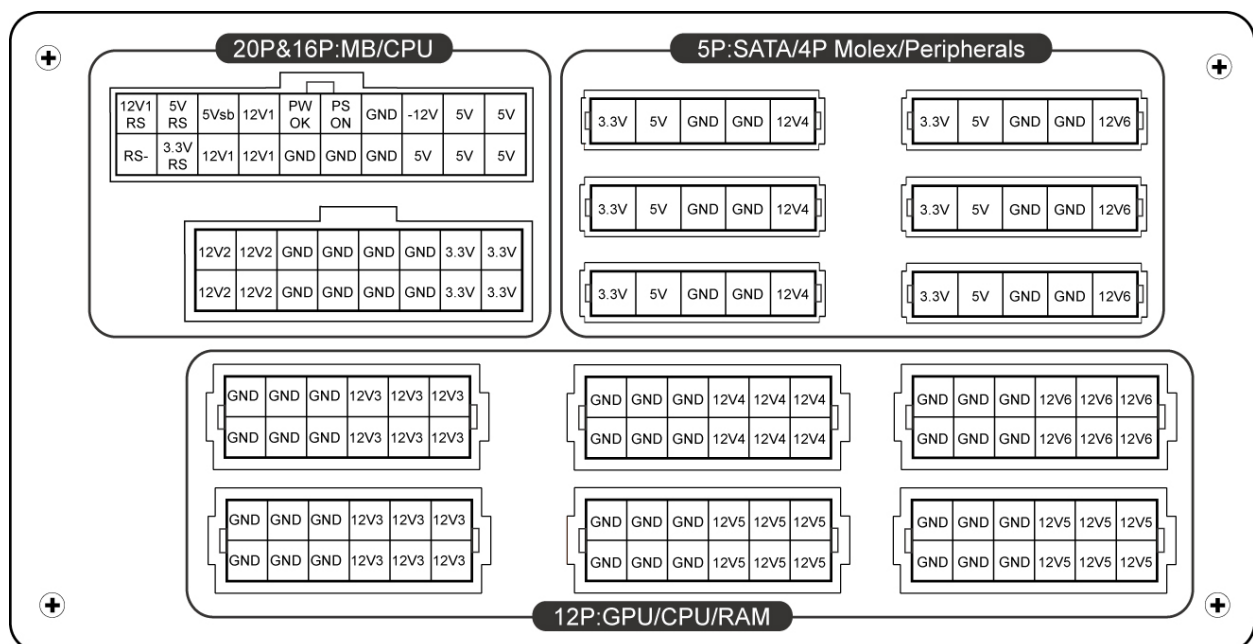 20P&16P:MB/CPU
12V1 RS 5V RS 5Vsb 12V1 PW OK PS ON GND -12V 5V 5V
RS- 3.3V RS 12V1 12V1 GND GND GND 5V 5V 5V
12V2 12V2 GND GND GND GND 3.3V 3.3V
12V2 12V2 GND GND GND GND 3.3V 3.3V
5P:SATA/4P Molex/Peripherals
3.3V 5V GND GND 12V4
3.3V 5V GND GND 12V6
3.3V 5V GND GND 12V4
3.3V 5V GND GND 12V6
3.3V 5V GND GND 12V4
3.3V 5V GND GND 12V6
GND GND GND 12V3 12V3 12V3
GND GND GND 12V3 12V3 12V3
GND GND GND 12V4 12V4 12V4
GND GND GND 12V4 12V4 12V4
GND GND GND 12V6 12V6 12V6
GND GND GND 12V6 12V6 12V6
GND GND GND 12V3 12V3 12V3
GND GND GND 12V3 12V3 12V3
GND GND GND 12V5 12V5 12V5
GND GND GND 12V5 12V5 12V5
GND GND GND 12V5 12V5 12V5
GND GND GND 12V5 12V5 12V5
12P:GPU/CPU/RAM